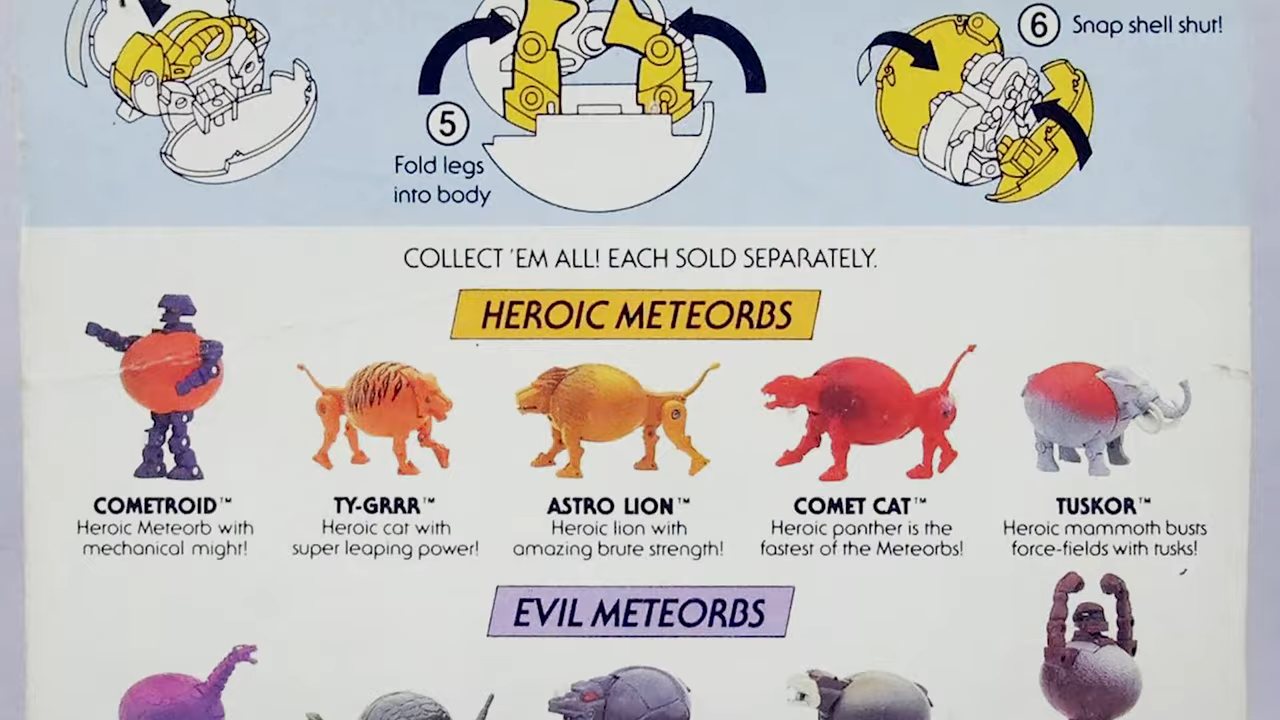 6 Snap shell shut!
5
Fold legs
into body
COLLECT 'EM ALL! EACH SOLD SEPARATELY.
HEROIC METEORBS
COMETROID™
Heroic Meteorb with
mechanical might!
TY-GRRR™
Heroic cat with
super leaping power!
ASTRO LION™
Heroic lion with
amazing brute strength!
COMET CAT™
Heroic panther is the
fastest of the Meteorbs!
TUSKOR™
Heroic mammoth busts
force-fields with tusks!
EVIL METEORBS